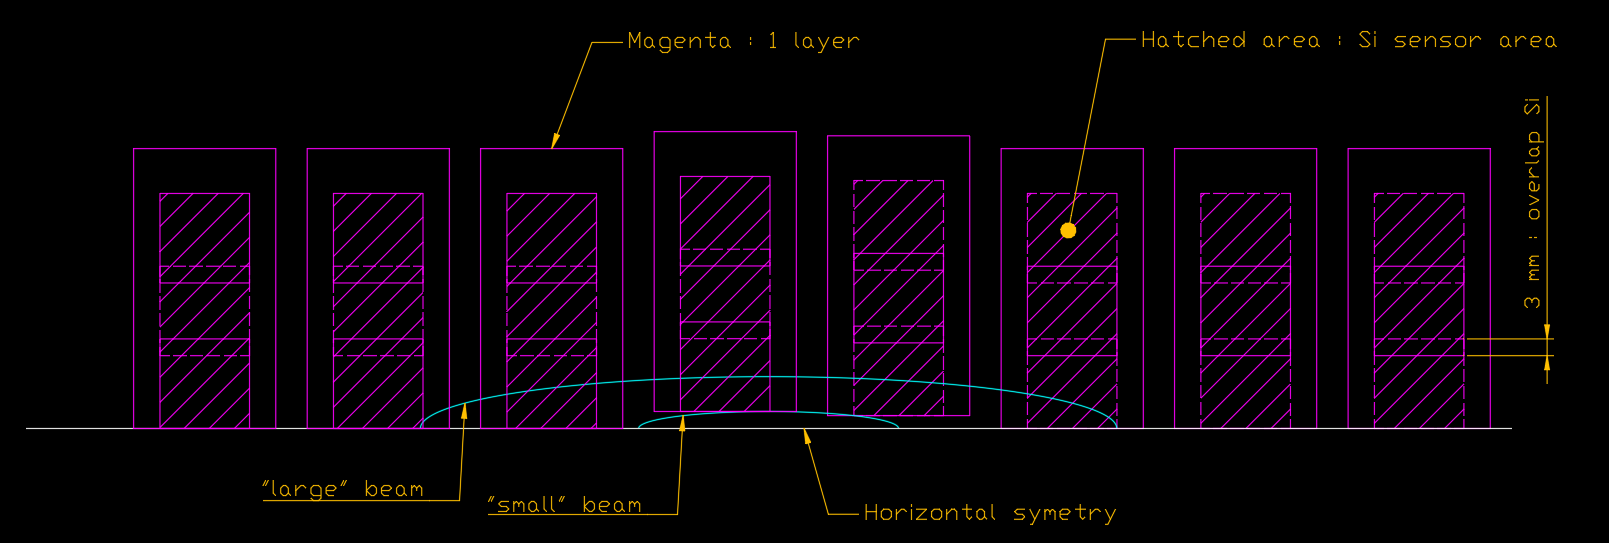 Magenta : 1 layer
Hatched area : Si sensor area
3 mm : overlap Si
"large" beam
"small" beam
Horizontal symetry